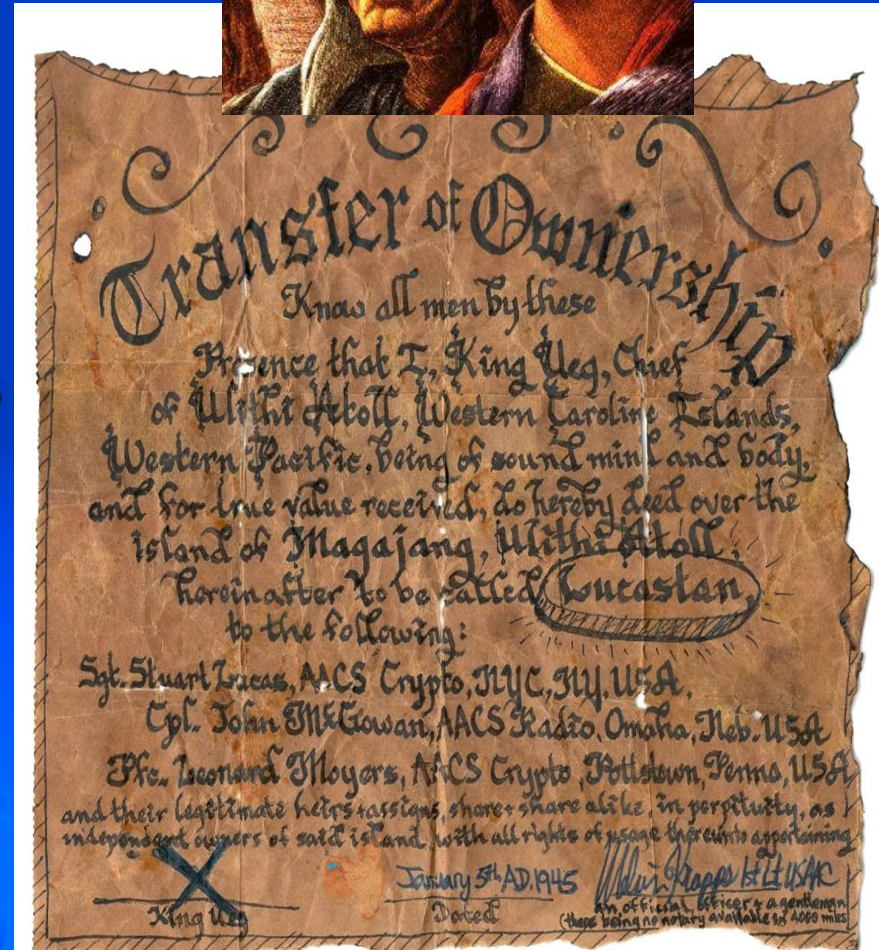 Transfer of Ownership
Know all men by these
Presence that I, King Ueg, Chief
of Ulithi Atoll, Western Caroline Islands,
Western Pacific, being of sound mind and body,
and for true value received, do hereby deed over the
island of Magajang, Ulithi Atoll,
hereinafter to be called Lucastan,
to the following:
Sgt. Stuart Lucas, AACS Crypto, NYC, NY, USA,
Cpl. John McGowan, AACS Radio, Omaha, Neb. USA
Pfc. Leonard Moyers, AACS Crypto, Pottstown, Penna, USA
and their legitimate heirs + assigns, share + share alike in perpituity, as
independent owners of said island, with all rights of usage thereunto appertaining
X January 5th AD. 1945 1st Lt USAAC
King Ueg Dated an official officer + a gentleman
(there being no notary available in 4000 miles